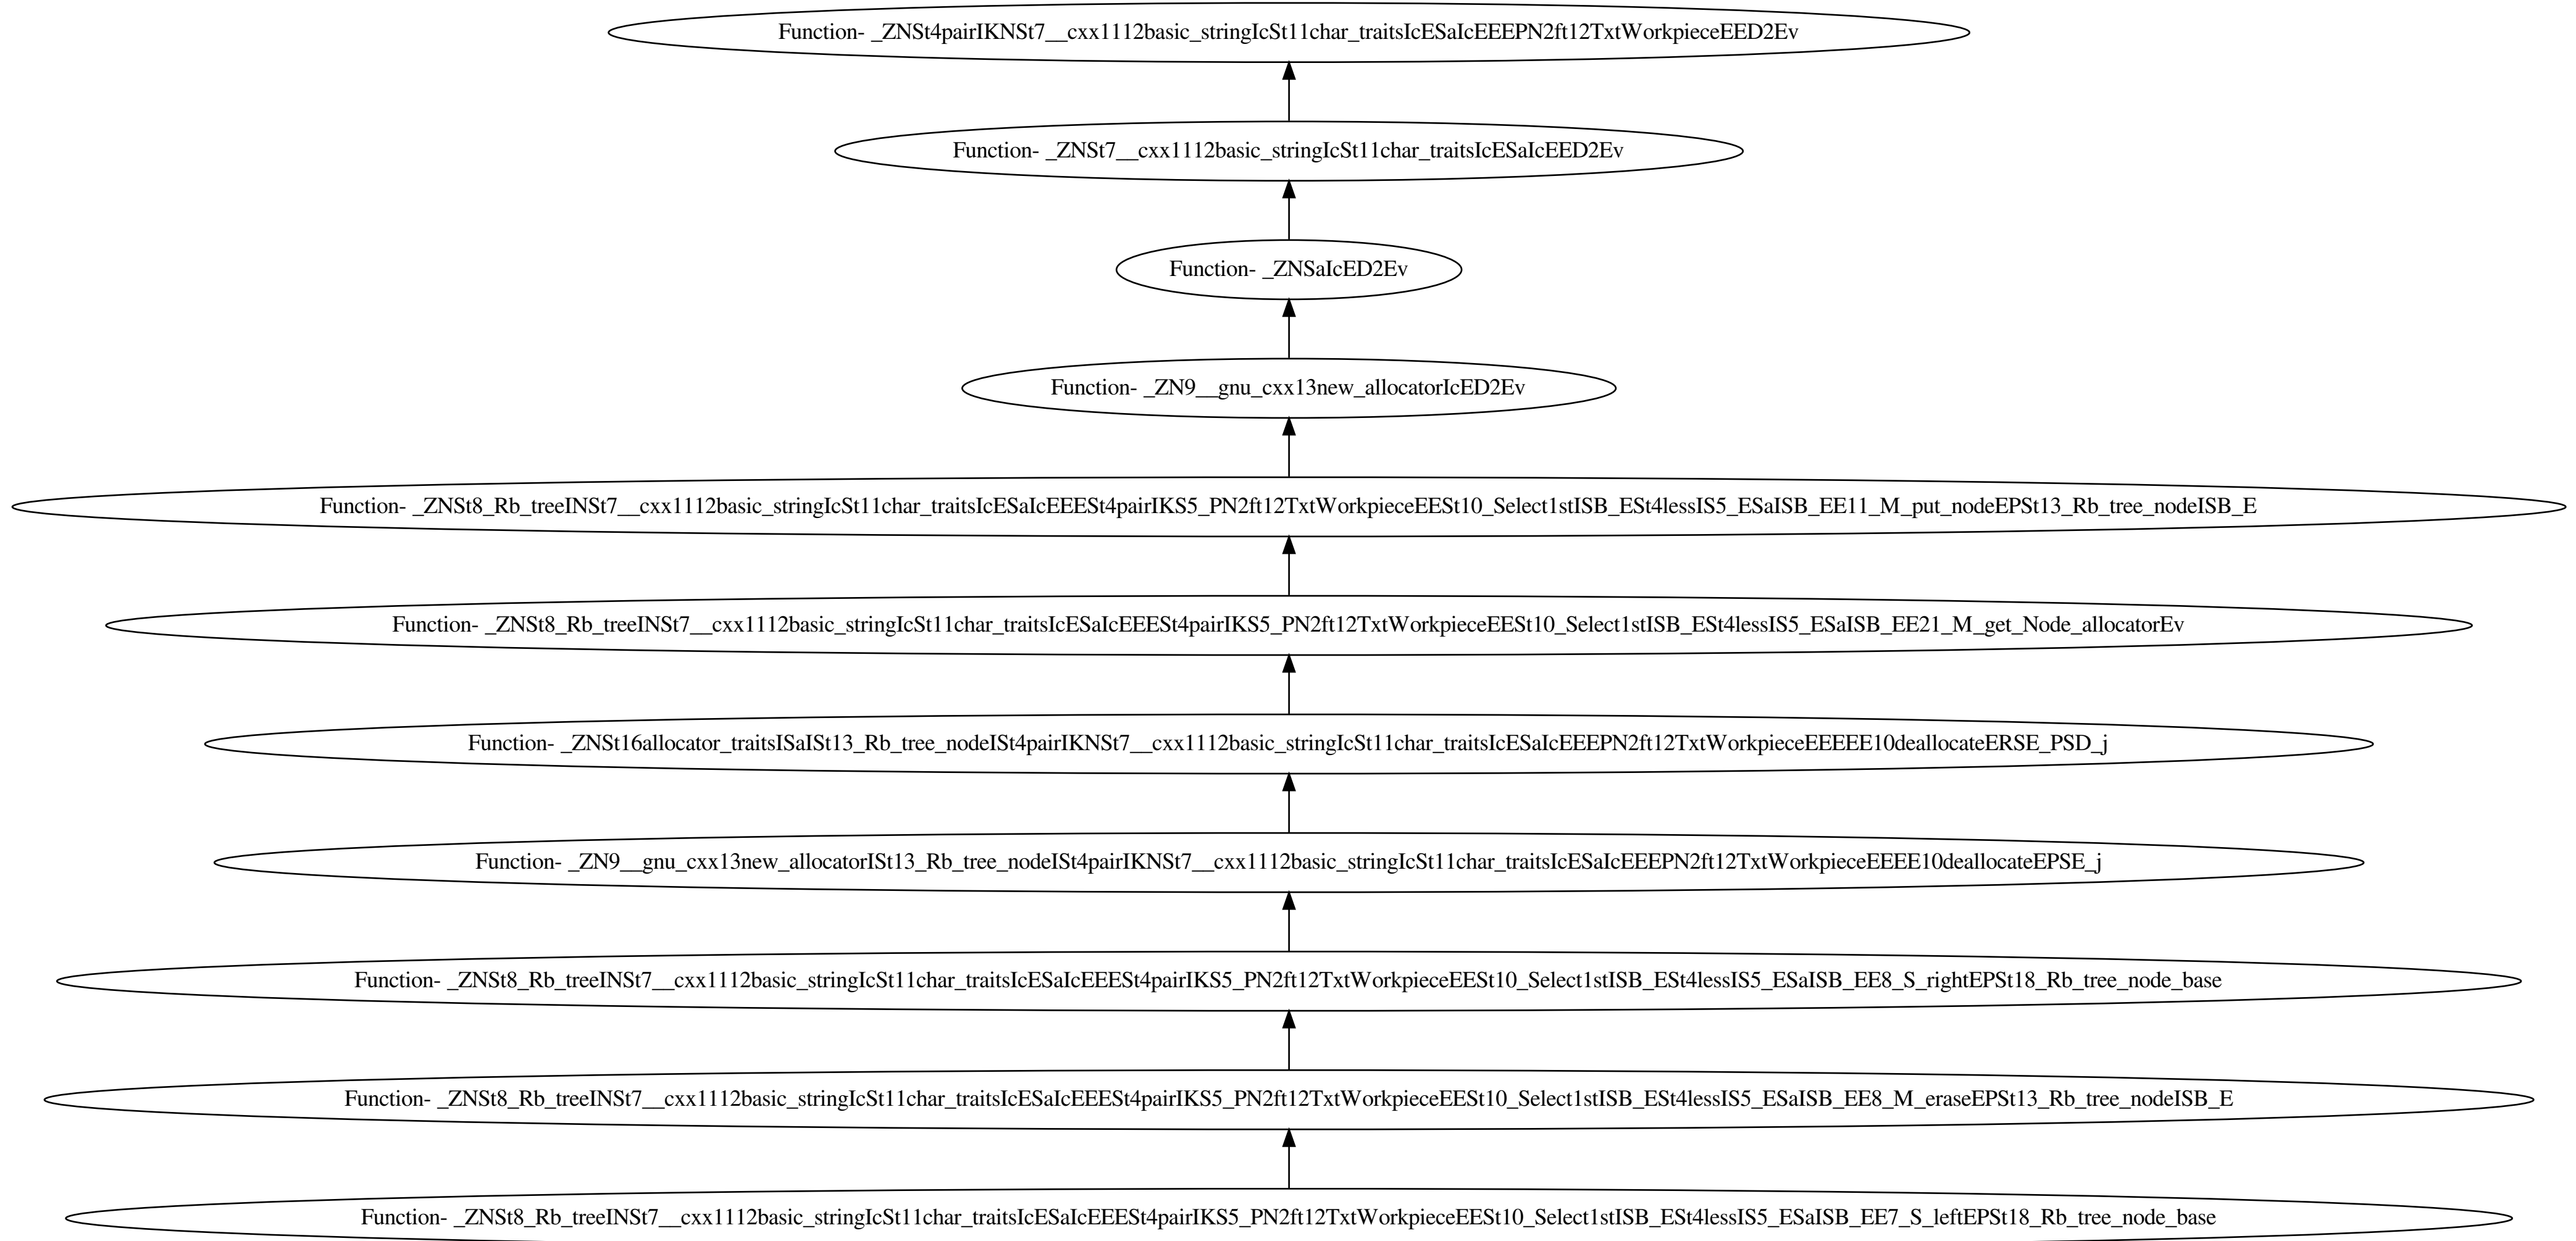 Function- _ZNSt4pairIKNSt7__cxx1112basic_stringIcSt11char_traitsIcESaIcEEEPN2ft12TxtWorkpieceEED2Ev
Function- _ZNSt7__cxx1112basic_stringIcSt11char_traitsIcESaIcEED2Ev
Function- _ZNSaIcED2Ev
Function- _ZN9__gnu_cxx13new_allocatorIcED2Ev
Function- _ZNSt8_Rb_treeINSt7__cxx1112basic_stringIcSt11char_traitsIcESaIcEEESt4pairIKS5_PN2ft12TxtWorkpieceEESt10_Select1stISB_ESt4lessIS5_ESaISB_EE11_M_put_nodeEPSt13_Rb_tree_nodeISB_E
Function- _ZNSt8_Rb_treeINSt7__cxx1112basic_stringIcSt11char_traitsIcESaIcEEESt4pairIKS5_PN2ft12TxtWorkpieceEESt10_Select1stISB_ESt4lessIS5_ESaISB_EE21_M_get_Node_allocatorEv
Function- _ZNSt16allocator_traitsISaISt13_Rb_tree_nodeISt4pairIKNSt7__cxx1112basic_stringIcSt11char_traitsIcESaIcEEEPN2ft12TxtWorkpieceEEEEE10deallocateERSE_PSD_j
Function- _ZN9__gnu_cxx13new_allocatorISt13_Rb_tree_nodeISt4pairIKNSt7__cxx1112basic_stringIcSt11char_traitsIcESaIcEEEPN2ft12TxtWorkpieceEEEE10deallocateEPSE_j
Function- _ZNSt8_Rb_treeINSt7__cxx1112basic_stringIcSt11char_traitsIcESaIcEEESt4pairIKS5_PN2ft12TxtWorkpieceEESt10_Select1stISB_ESt4lessIS5_ESaISB_EE8_S_rightEPSt18_Rb_tree_node_base
Function- _ZNSt8_Rb_treeINSt7__cxx1112basic_stringIcSt11char_traitsIcESaIcEEESt4pairIKS5_PN2ft12TxtWorkpieceEESt10_Select1stISB_ESt4lessIS5_ESaISB_EE8_M_eraseEPSt13_Rb_tree_nodeISB_E
Function- _ZNSt8_Rb_treeINSt7__cxx1112basic_stringIcSt11char_traitsIcESaIcEEESt4pairIKS5_PN2ft12TxtWorkpieceEESt10_Select1stISB_ESt4lessIS5_ESaISB_EE7_S_leftEPSt18_Rb_tree_node_base